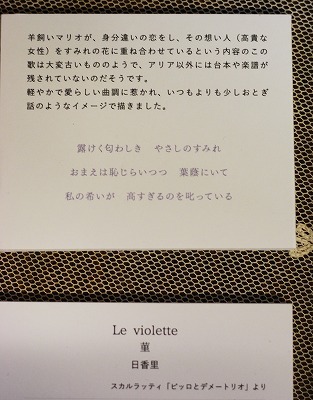 羊飼いマリオが、身分違いの恋をし、その想い人（高貴な
女性）をすみれの花に重ね合わせているという内容のこの
歌は大変古いもののようで、アリア以外には台本や楽譜が
残されていないのだそうです。
軽やかで愛らしい曲調に惹かれ、いつもよりも少しおとぎ
話のようなイメージで描きました。
露けく匂わしき　やさしのすみれ
おまえは恥じらいつつ　葉蔭にいて
私の希いが　高すぎるのを叱っている
Le violette
菫
日香里
スカルラッティ「ピッロとデメートリオ」より